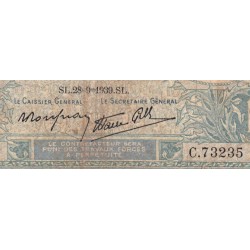 SL.28=9=1939.SL.
LE CAISSIER GÉNÉRAL LE SECRÉTAIRE GÉNÉRAL
LE CONTREFACTEUR SERA
PUNI DES TRAVAUX FORCÉS
À PERPÉTUITÉ
C.73235